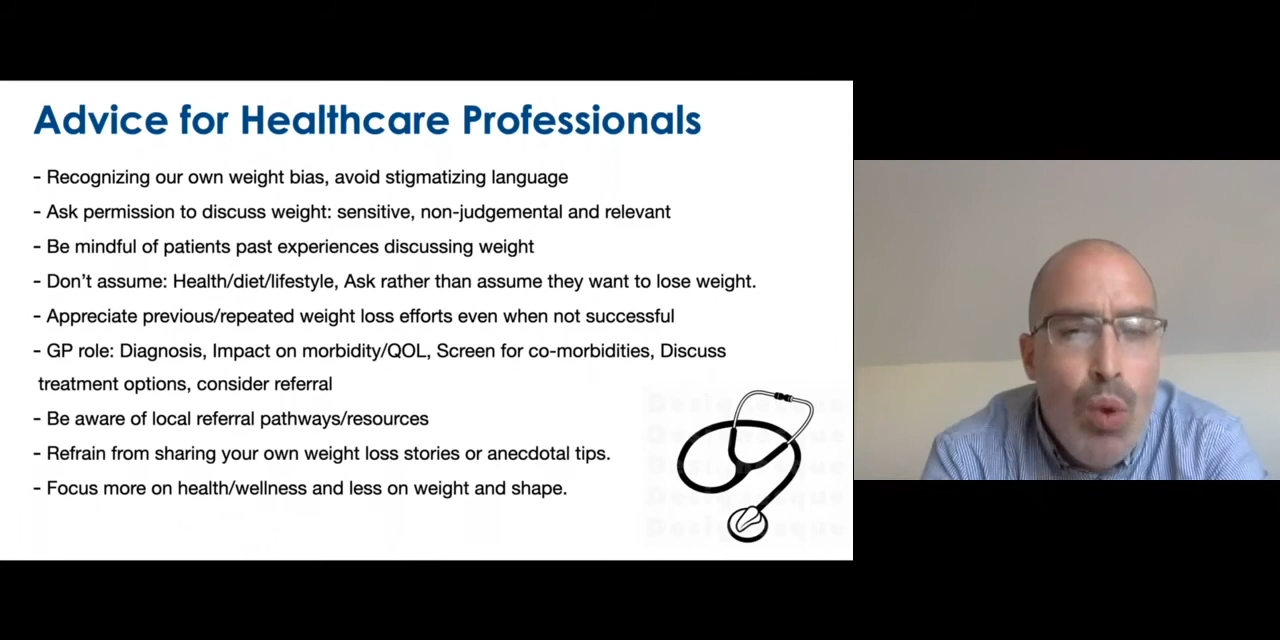 Advice for Healthcare Professionals
- Recognizing our own weight bias, avoid stigmatizing language
- Ask permission to discuss weight: sensitive, non-judgemental and relevant
- Be mindful of patients past experiences discussing weight
- Don't assume: Health/diet/lifestyle, Ask rather than assume they want to lose weight.
- Appreciate previous/repeated weight loss efforts even when not successful
- GP role: Diagnosis, Impact on morbidity/QOL, Screen for co-morbidities, Discuss
treatment options, consider referral
- Be aware of local referral pathways/resources
- Refrain from sharing your own weight loss stories or anecdotal tips.
- Focus more on health/wellness and less on weight and shape.